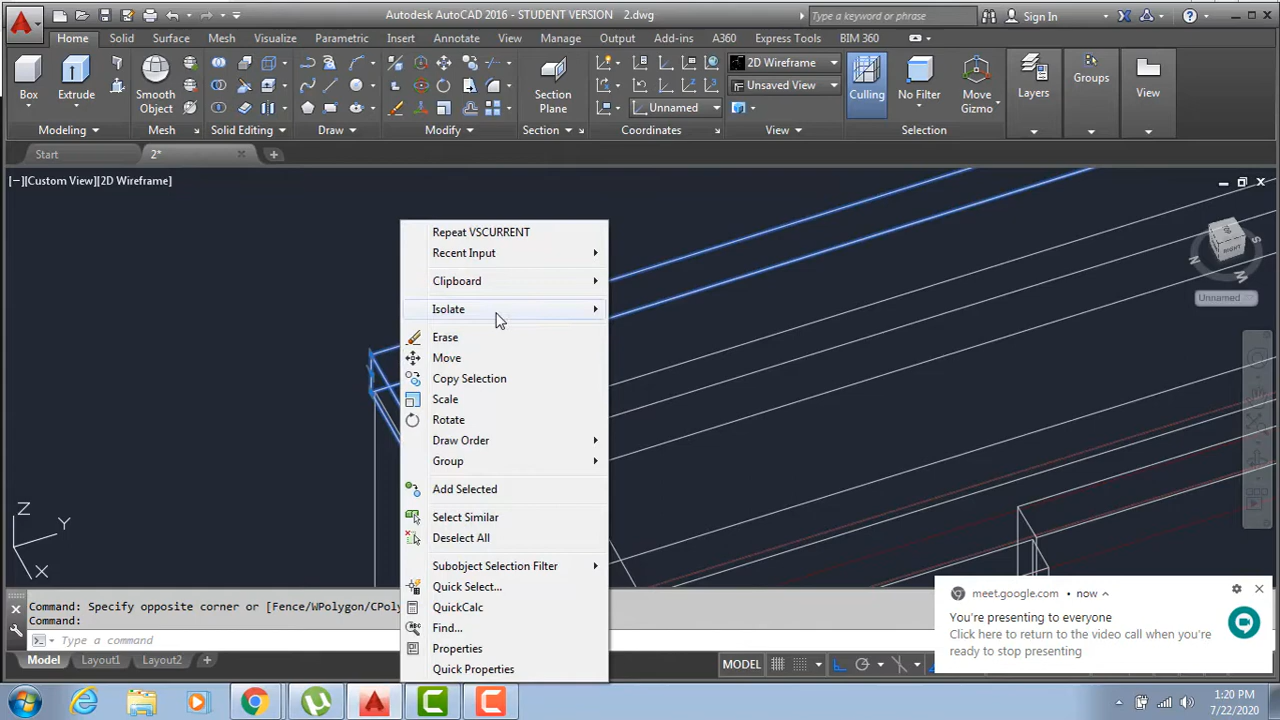 Autodesk AutoCAD 2016 - STUDENT VERSION 2.dwg
Type a keyword or phrase
Sign In
Home Solid Surface Mesh Visualize Parametric Insert Annotate View Manage Output Add-ins A360 Express Tools BIM 360
Box
Extrude
Smooth
Object
Section
Plane
2D Wireframe
Unsaved View
Unnamed
Culling
No Filter
Move
Gizmo
Layers
Groups
View
Modeling
Mesh
Solid Editing
Draw
Modify
Section
Coordinates
View
Selection
Start
2*
[−][Custom View][2D Wireframe]
RIGHT
S
N
Unnamed
Z
Y
X
Repeat VSCURRENT
Recent Input
Clipboard
Isolate
Erase
Move
Copy Selection
Scale
Rotate
Draw Order
Group
Add Selected
Select Similar
Deselect All
Subobject Selection Filter
Quick Select...
QuickCalc
Find...
Properties
Quick Properties
Command: Specify opposite corner or [Fence/WPolygon/CPoly
Command:
Type a command
Model Layout1 Layout2
MODEL
meet.google.com • now
You're presenting to everyone
Click here to return to the video call when you're
ready to stop presenting
1:20 PM
7/22/2020